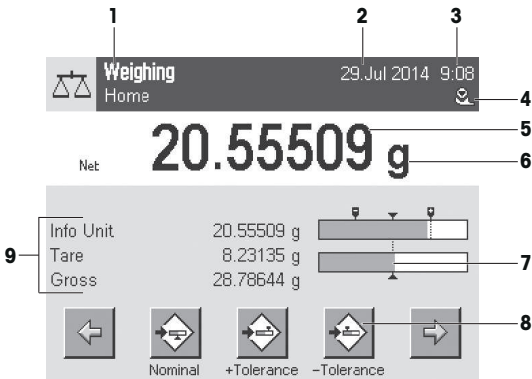 1 2 3
Weighing 29.Jul 2014 9:08
Home
4
5
Net 20.55509 g
6
Info Unit 20.55509 g
9 Tare 8.23135 g 7
Gross 28.78644 g
8
Nominal +Tolerance −Tolerance